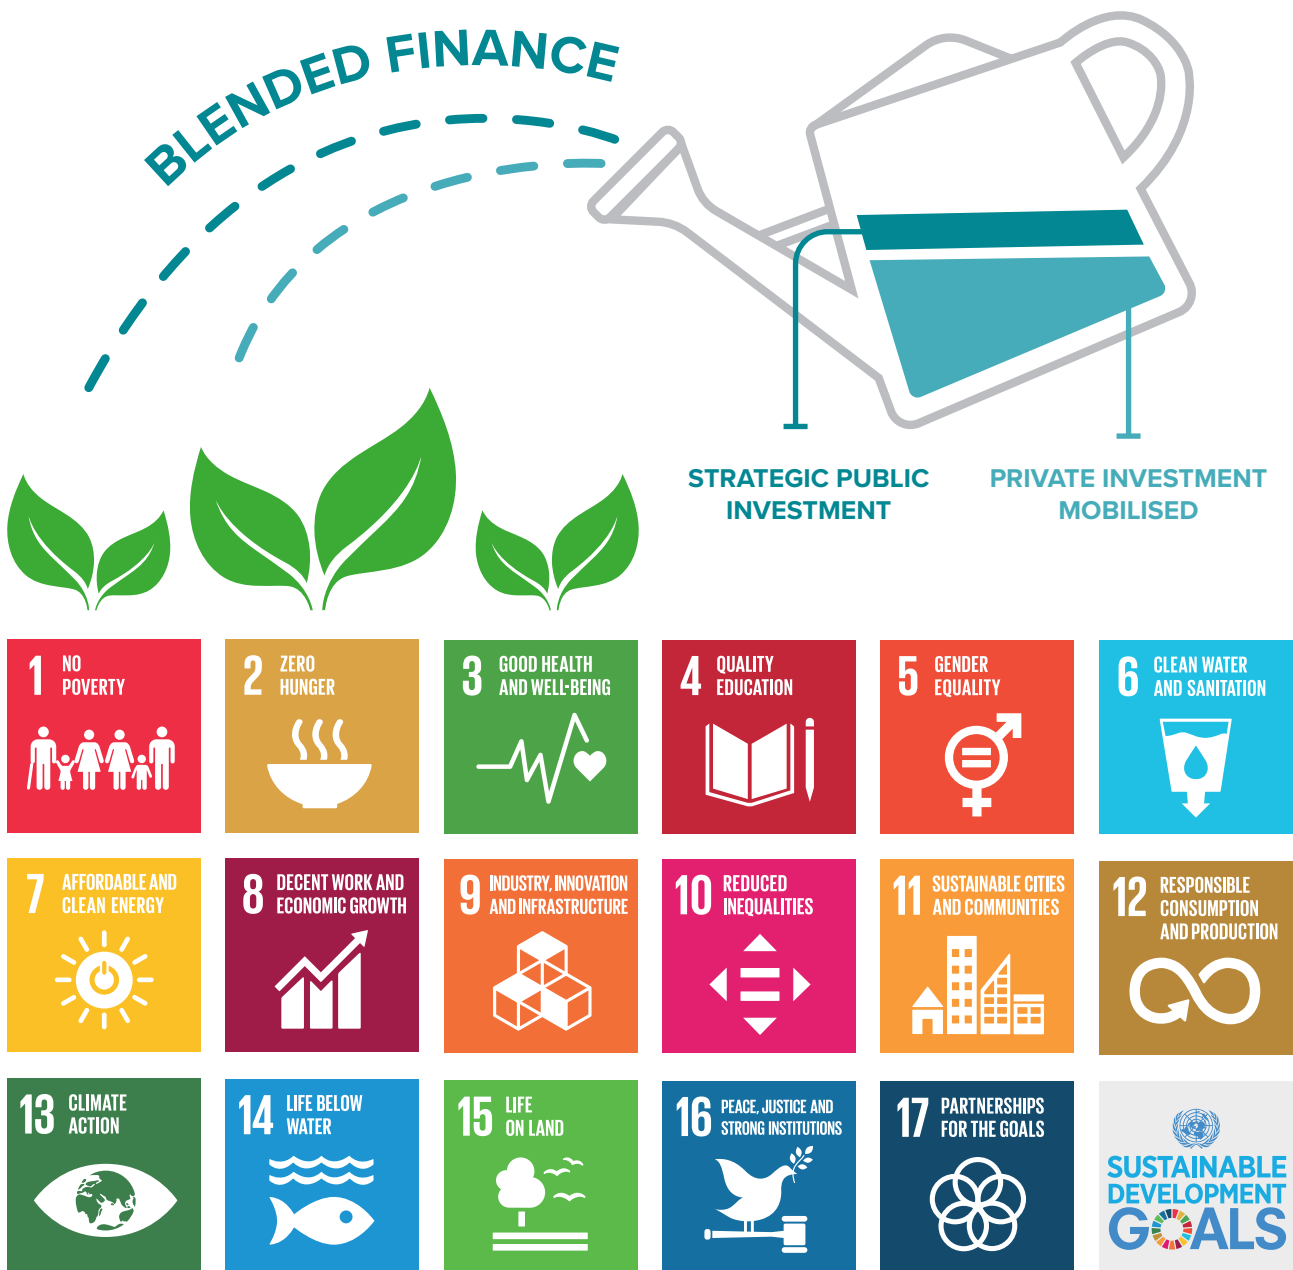 BLENDED FINANCE
STRATEGIC PUBLIC
INVESTMENT
PRIVATE INVESTMENT
MOBILISED
1 NO
POVERTY
2 ZERO
HUNGER
3 GOOD HEALTH
AND WELL-BEING
4 QUALITY
EDUCATION
5 GENDER
EQUALITY
6 CLEAN WATER
AND SANITATION
7 AFFORDABLE AND
CLEAN ENERGY
8 DECENT WORK AND
ECONOMIC GROWTH
9 INDUSTRY, INNOVATION
AND INFRASTRUCTURE
10 REDUCED
INEQUALITIES
11 SUSTAINABLE CITIES
AND COMMUNITIES
12 RESPONSIBLE
CONSUMPTION
AND PRODUCTION
13 CLIMATE
ACTION
14 LIFE BELOW
WATER
15 LIFE
ON LAND
16 PEACE, JUSTICE AND
STRONG INSTITUTIONS
17 PARTNERSHIPS
FOR THE GOALS
SUSTAINABLE
DEVELOPMENT
GOALS